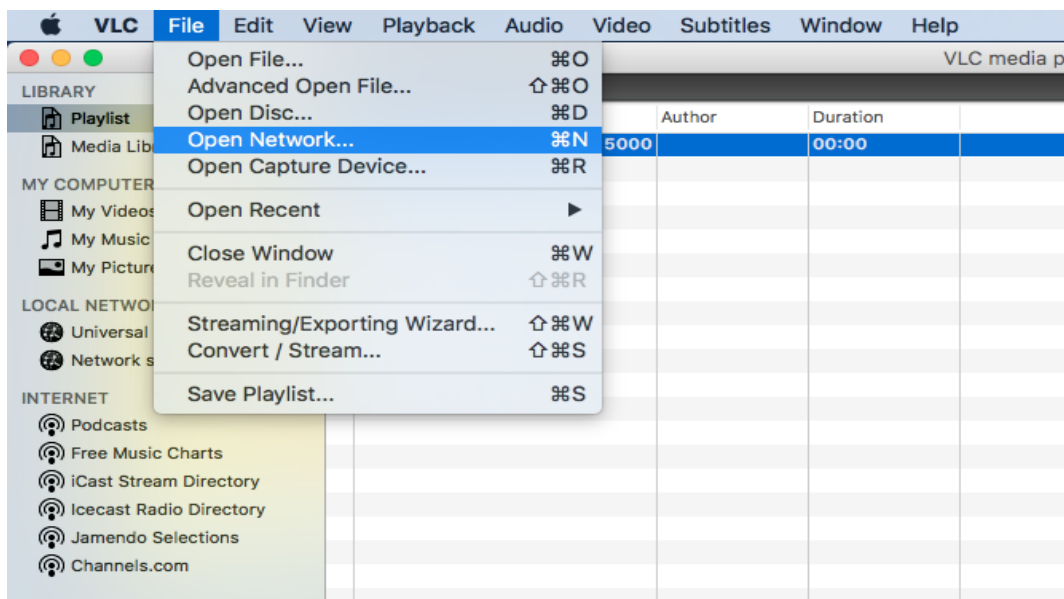 VLC File Edit View Playback Audio Video Subtitles Window Help
VLC media p
LIBRARY
Playlist
Media Lib
MY COMPUTER
My Videos
My Music
My Picture
LOCAL NETWO
Universal
Network s
INTERNET
Podcasts
Free Music Charts
iCast Stream Directory
Icecast Radio Directory
Jamendo Selections
Channels.com
Open File... ⌘O
Advanced Open File... ⇧⌘O
Open Disc... ⌘D
Open Network... ⌘N
Open Capture Device... ⌘R
Open Recent ▶
Close Window ⌘W
Reveal in Finder ⇧⌘R
Streaming/Exporting Wizard... ⇧⌘W
Convert / Stream... ⇧⌘S
Save Playlist... ⌘S
Author Duration
5000 00:00